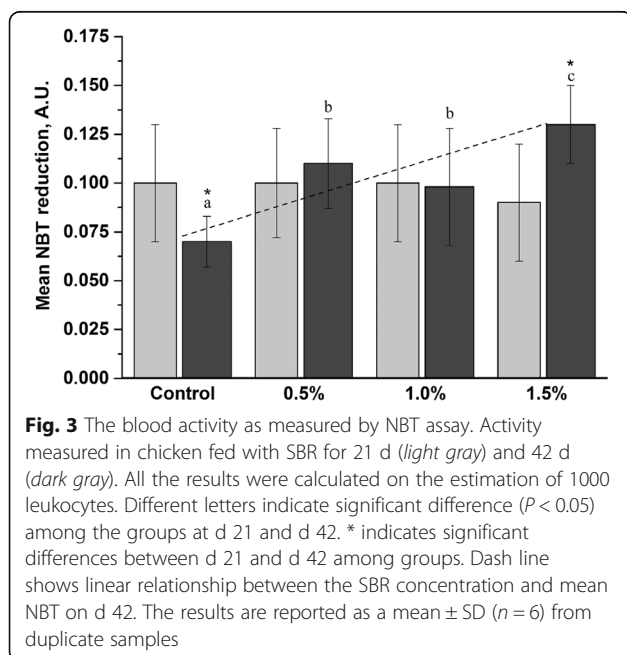 Mean NBT reduction, A.U.
0.175
0.150
0.125
0.100
0.075
0.050
0.025
0.000
*
a
b
b
*
c
Control 0.5% 1.0% 1.5%
Fig. 3 The blood activity as measured by NBT assay. Activity
measured in chicken fed with SBR for 21 d (light gray) and 42 d
(dark gray). All the results were calculated on the estimation of 1000
leukocytes. Different letters indicate significant difference (P < 0.05)
among the groups at d 21 and d 42. * indicates significant
differences between d 21 and d 42 among groups. Dash line
shows linear relationship between the SBR concentration and mean
NBT on d 42. The results are reported as a mean ± SD (n = 6) from
duplicate samples